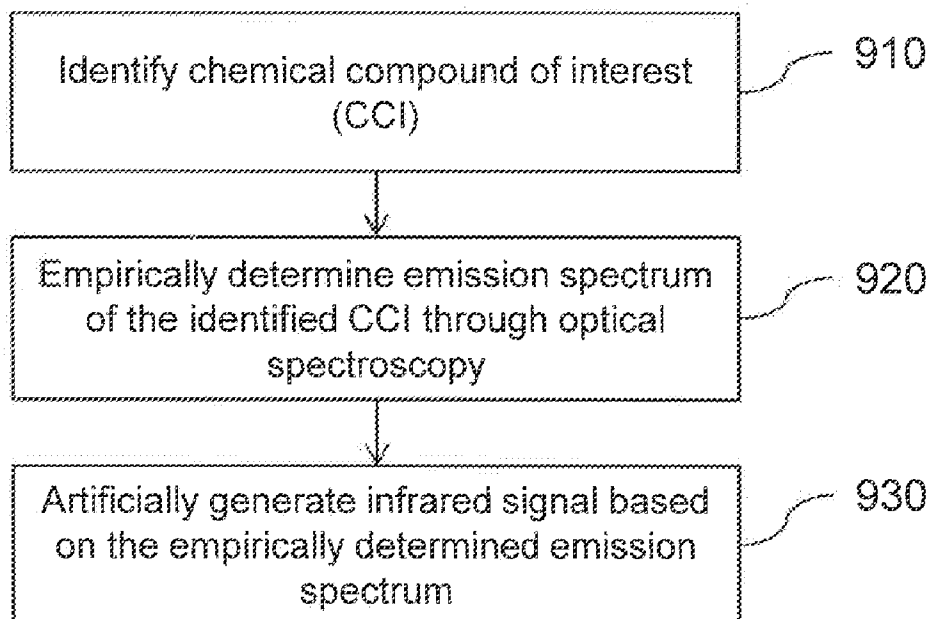 Identify chemical compound of interest
(CCI)
910
Empirically determine emission spectrum
of the identified CCI through optical
spectroscopy
920
Artificially generate infrared signal based
on the empirically determined emission
spectrum
930